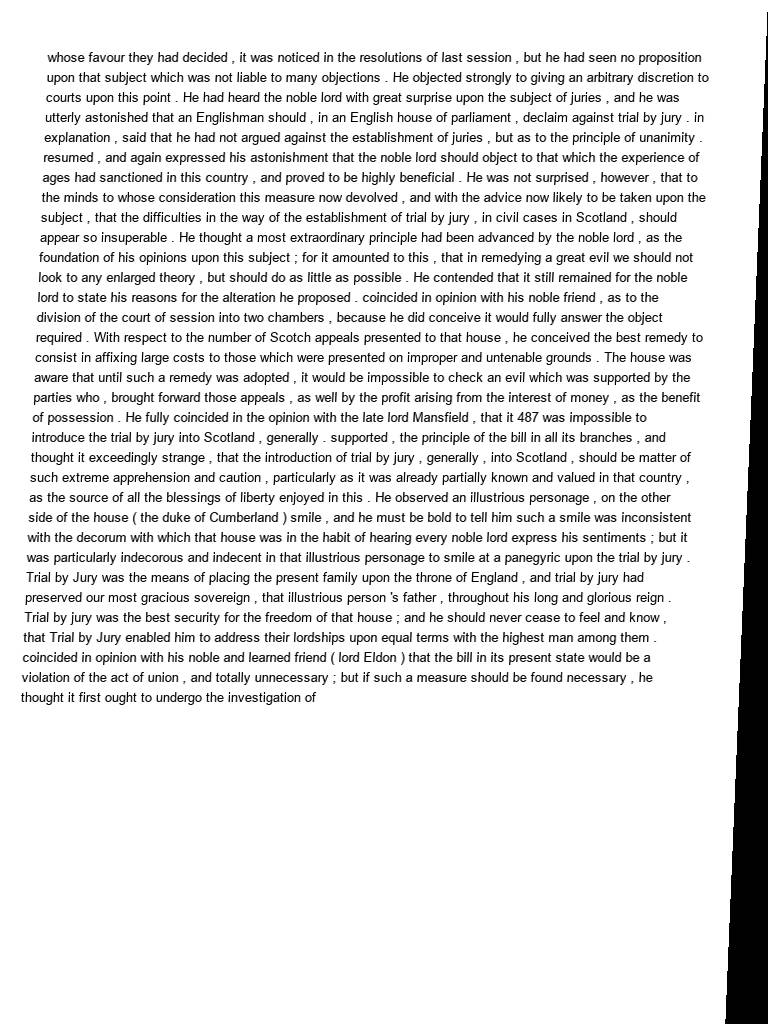 whose favour they had decided , it was noticed in the resolutions of last session , but he had seen no proposition
upon that subject which was not liable to many objections . He objected strongly to giving an arbitrary discretion to
courts upon this point . He had heard the noble lord with great surprise upon the subject of juries , and he was
utterly astonished that an Englishman should , in an English house of parliament , declaim against trial by jury . in
explanation , said that he had not argued against the establishment of juries , but as to the principle of unanimity .
resumed , and again expressed his astonishment that the noble lord should object to that which the experience of
ages had sanctioned in this country , and proved to be highly beneficial . He was not surprised , however , that to
the minds to whose consideration this measure now devolved , and with the advice now likely to be taken upon the
subject , that the difficulties in the way of the establishment of trial by jury , in civil cases in Scotland , should
appear so insuperable . He thought a most extraordinary principle had been advanced by the noble lord , as the
foundation of his opinions upon this subject ; for it amounted to this , that in remedying a great evil we should not
look to any enlarged theory , but should do as little as possible . He contended that it still remained for the noble
lord to state his reasons for the alteration he proposed . coincided in opinion with his noble friend , as to the
division of the court of session into two chambers , because he did conceive it would fully answer the object
required . With respect to the number of Scotch appeals presented to that house , he conceived the best remedy to
consist in affixing large costs to those which were presented on improper and untenable grounds . The house was
aware that until such a remedy was adopted , it would be impossible to check an evil which was supported by the
parties who , brought forward those appeals , as well by the profit arising from the interest of money , as the benefit
of possession . He fully coincided in the opinion with the late lord Mansfield , that it 487 was impossible to
introduce the trial by jury into Scotland , generally . supported , the principle of the bill in all its branches , and
thought it exceedingly strange , that the introduction of trial by jury , generally , into Scotland , should be matter of
such extreme apprehension and caution , particularly as it was already partially known and valued in that country ,
as the source of all the blessings of liberty enjoyed in this . He observed an illustrious personage , on the other
side of the house ( the duke of Cumberland ) smile , and he must be bold to tell him such a smile was inconsistent
with the decorum with which that house was in the habit of hearing every noble lord express his sentiments ; but it
was particularly indecorous and indecent in that illustrious personage to smile at a panegyric upon the trial by jury .
Trial by Jury was the means of placing the present family upon the throne of England , and trial by jury had
preserved our most gracious sovereign , that illustrious person 's father , throughout his long and glorious reign .
Trial by jury was the best security for the freedom of that house ; and he should never cease to feel and know ,
that Trial by Jury enabled him to address their lordships upon equal terms with the highest man among them .
coincided in opinion with his noble and learned friend ( lord Eldon ) that the bill in its present state would be a
violation of the act of union , and totally unnecessary ; but if such a measure should be found necessary , he
thought it first ought to undergo the investigation of